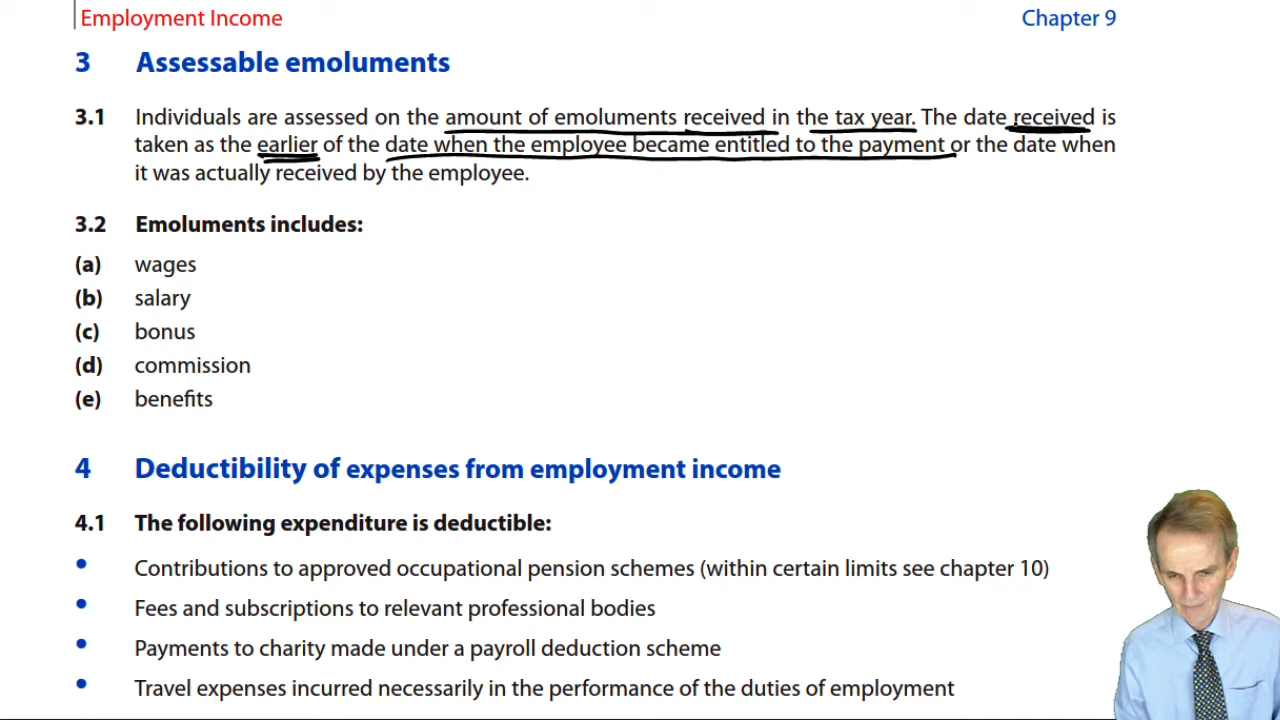 Employment Income Chapter 9
3 Assessable emoluments
3.1 Individuals are assessed on the amount of emoluments received in the tax year. The date received is
taken as the earlier of the date when the employee became entitled to the payment or the date when
it was actually received by the employee.
3.2 Emoluments includes:
(a) wages
(b) salary
(c) bonus
(d) commission
(e) benefits
4 Deductibility of expenses from employment income
4.1 The following expenditure is deductible:
• Contributions to approved occupational pension schemes (within certain limits see chapter 10)
• Fees and subscriptions to relevant professional bodies
• Payments to charity made under a payroll deduction scheme
• Travel expenses incurred necessarily in the performance of the duties of employment